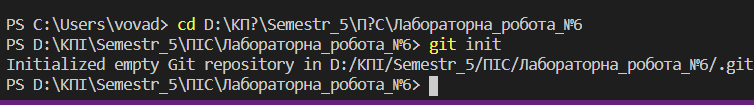 PS C:\Users\vovad> cd D:\КП?\Semestr_5\П?С\Лабораторна_робота_№6
PS D:\КПІ\Semestr_5\ПІС\Лабораторна_робота_№6> git init
Initialized empty Git repository in D:/КПІ/Semestr_5/ПІС/Лабораторна_робота_№6/.git
PS D:\КПІ\Semestr_5\ПІС\Лабораторна_робота_№6>